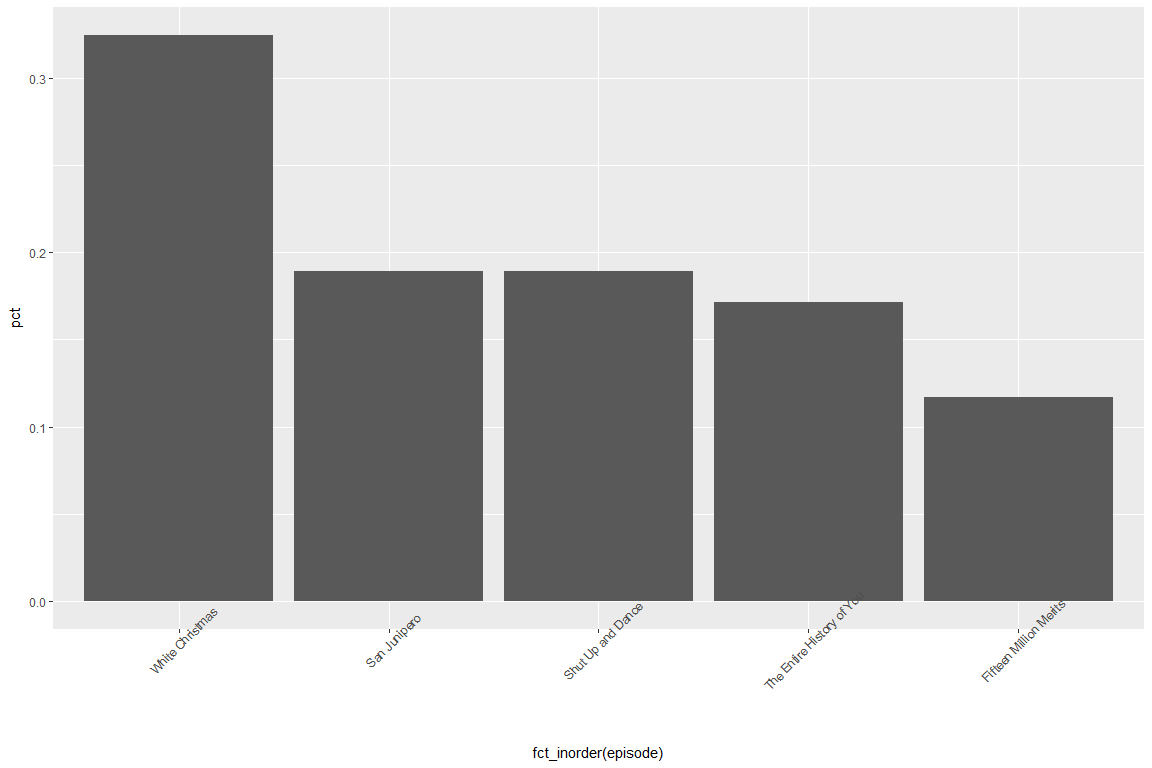 pct
0.3
0.2
0.1
0.0
White Christmas
San Junipero
Shut Up and Dance
The Entire History of You
Fifteen Million Merits
fct_inorder(episode)